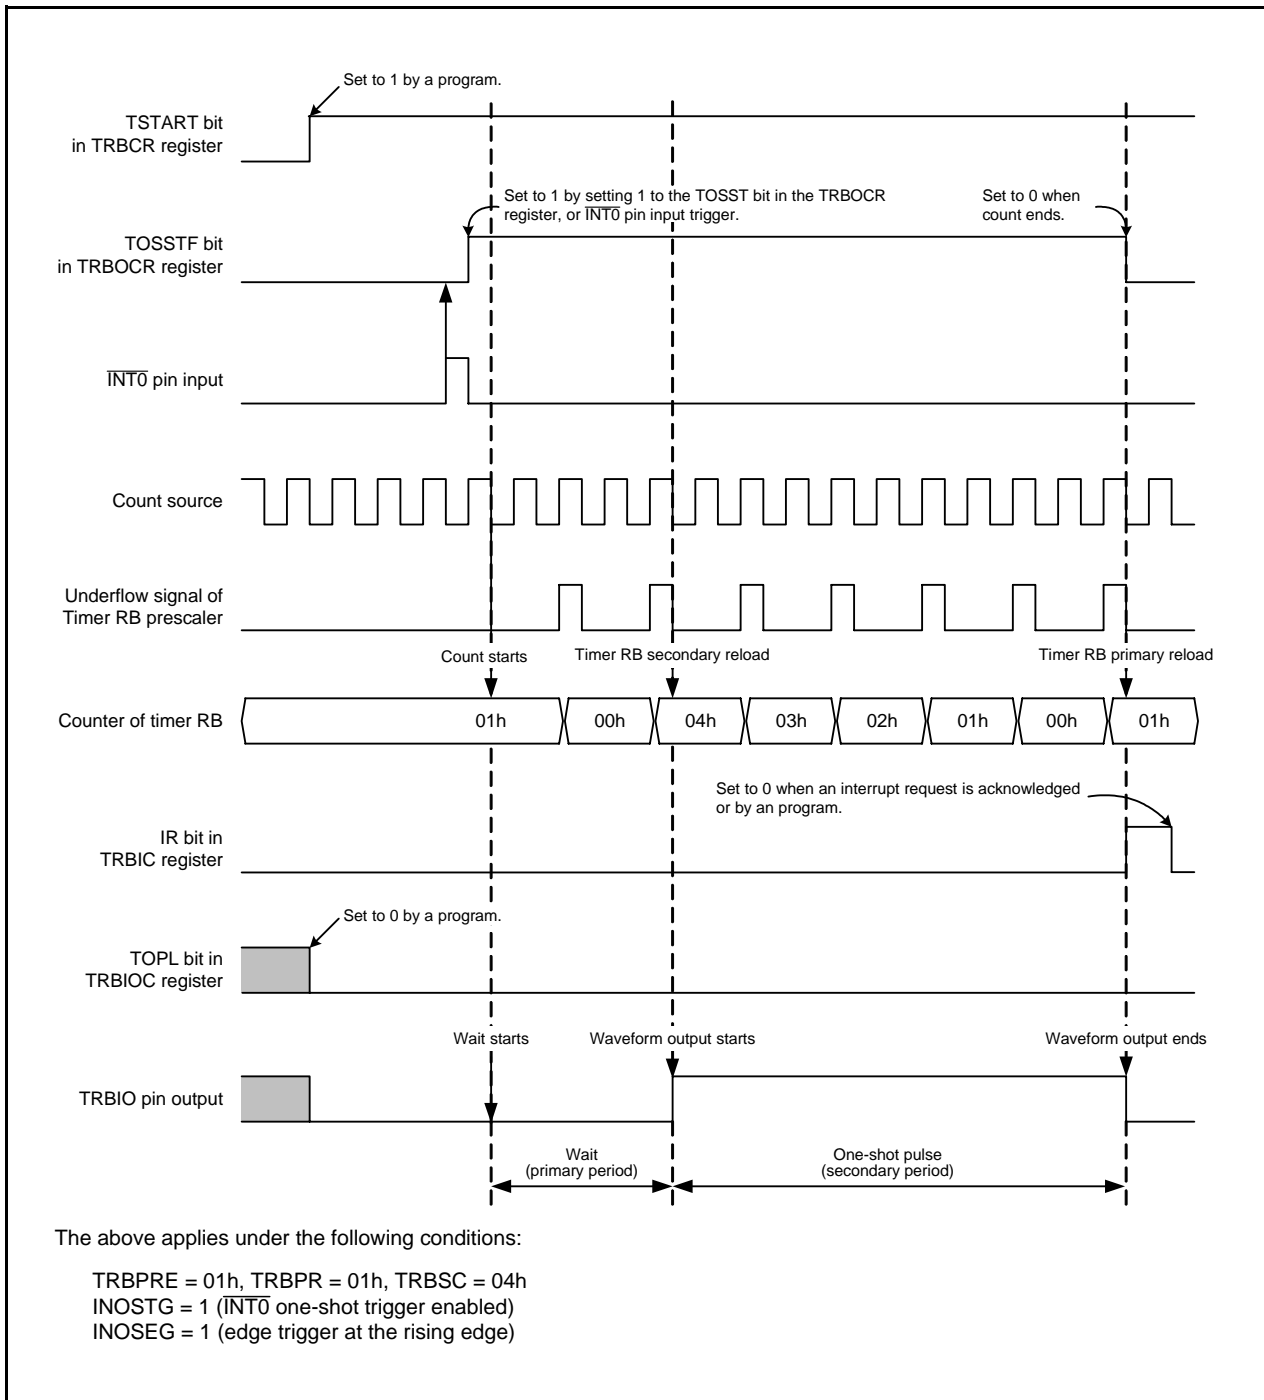 Set to 1 by a program.
TSTART bit
in TRBCR register
Set to 1 by setting 1 to the TOSST bit in the TRBOCR
register, or INT0 pin input trigger.
Set to 0 when
count ends.
TOSSTF bit
in TRBOCR register
INT0 pin input
Count source
Underflow signal of
Timer RB prescaler
Count starts
Timer RB secondary reload
Timer RB primary reload
Counter of timer RB
01h
00h
04h
03h
02h
01h
00h
01h
Set to 0 when an interrupt request is acknowledged
or by an program.
IR bit in
TRBIC register
Set to 0 by a program.
TOPL bit in
TRBIOC register
Wait starts
Waveform output starts
Waveform output ends
TRBIO pin output
Wait
(primary period)
One-shot pulse
(secondary period)
The above applies under the following conditions:
TRBPRE = 01h, TRBPR = 01h, TRBSC = 04h
INOSTG = 1 (INT0 one-shot trigger enabled)
INOSEG = 1 (edge trigger at the rising edge)